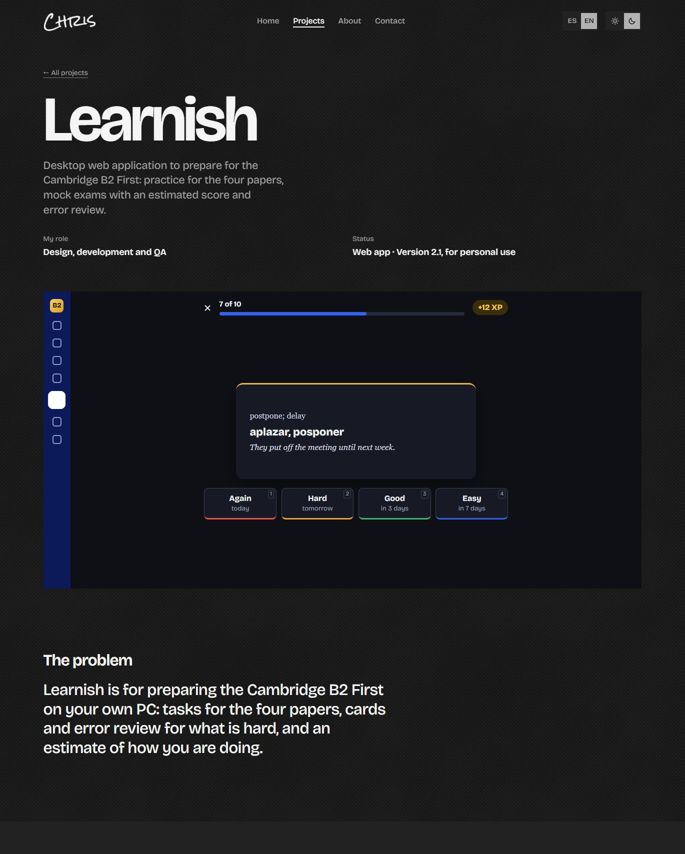 CHRIS
Home Projects About Contact
ES EN
← All projects
Learnish
Desktop web application to prepare for the
Cambridge B2 First: practice for the four papers,
mock exams with an estimated score and
error review.
My role
Design, development and QA
Status
Web app · Version 2.1, for personal use
B2
7 of 10
+12 XP
postpone; delay
aplazar, posponer
They put off the meeting until next week.
Again 1
today
Hard 2
tomorrow
Good 3
in 3 days
Easy 4
in 7 days
The problem
Learnish is for preparing the Cambridge B2 First
on your own PC: tasks for the four papers, cards
and error review for what is hard, and an
estimate of how you are doing.